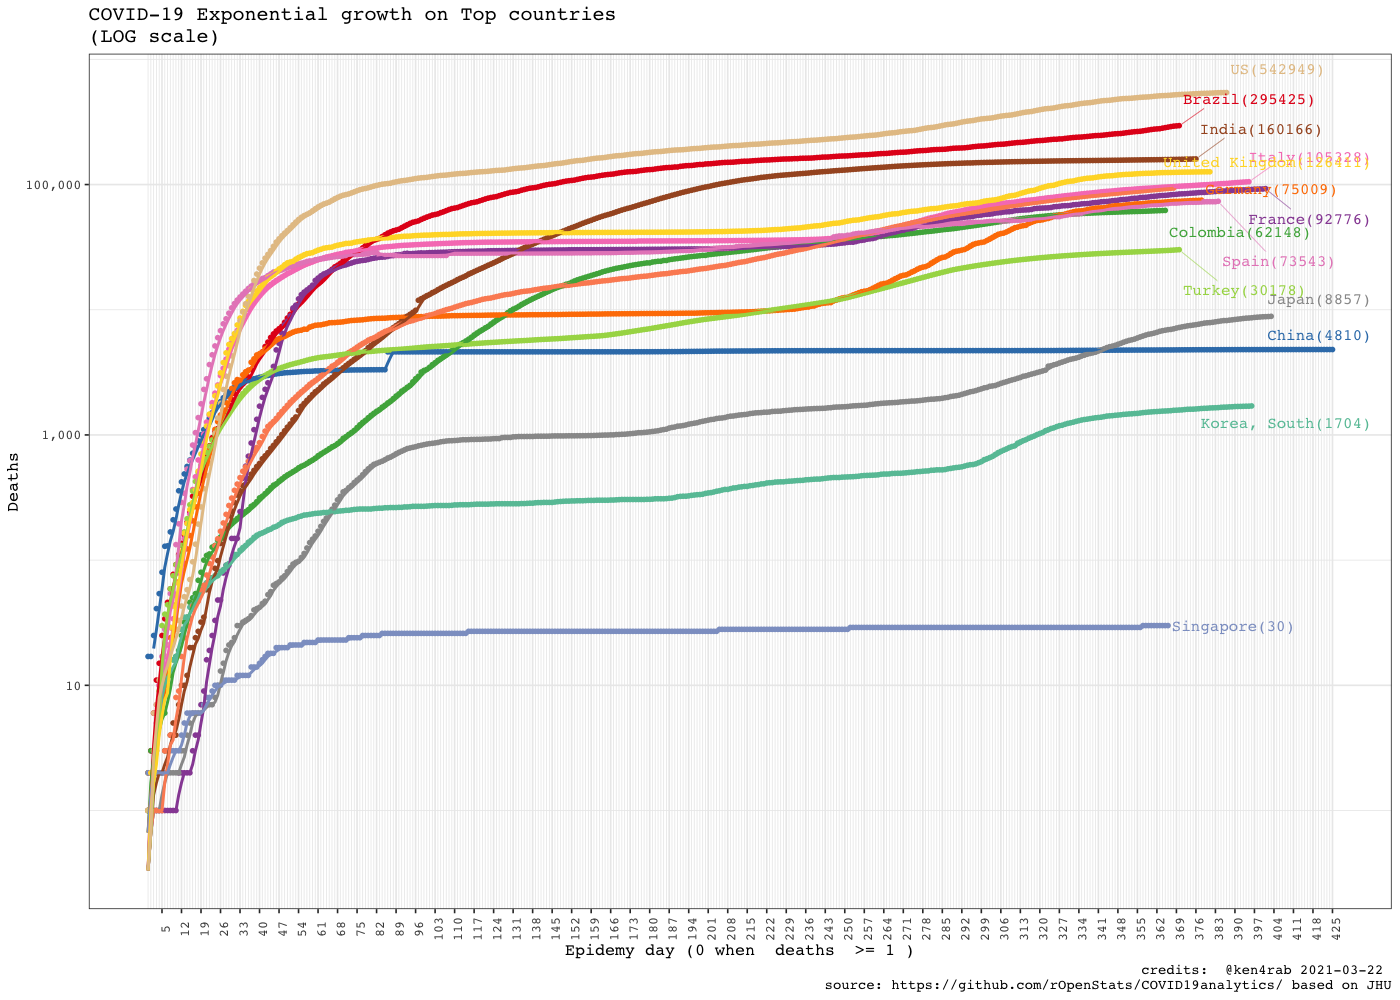 COVID-19 Exponential growth on Top countries
(LOG scale)
US(542949)
Brazil(295425)
India(160166)
Italy(105328)
United Kingdom
100,000
Germany(75009)
France(92776)
Colombia(62148)
Spain(73543)
Turkey(30178)
Japan(8857)
China(4810)
1,000
Korea, South(1704)
Deaths
Singapore(30)
10
5 12 19 26 33 40 47 54 61 68 75 82 89 96 103 110 117 124 131 138 145 152 159 166 173 180 187 194 201 208 215 222 229 236 243 250 257 264 271 278 285 292 299 306 313 320 327 334 341 348 355 362 369 376 383 390 397 404 411 418 425
Epidemy day (0 when  deaths  >= 1 )
credits:  @ken4rab 2021-03-22
source: https://github.com/rOpenStats/COVID19analytics/ based on JHU